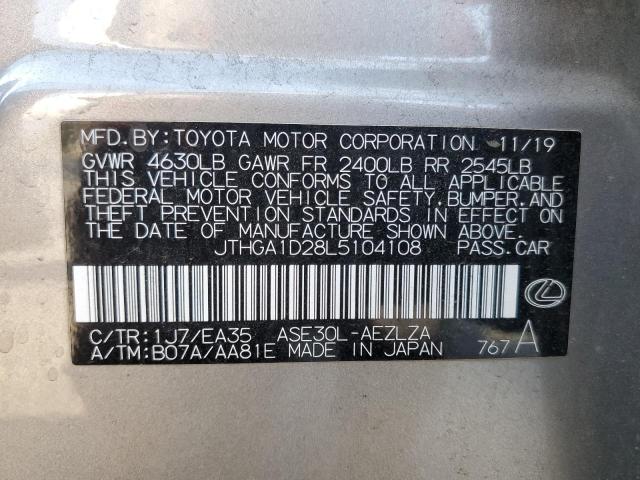 MFD.BY:TOYOTA MOTOR CORPORATION 11/19
GVWR 4630LB GAWR FR 2400LB RR 2545LB
THIS VEHICLE CONFORMS TO ALL APPLICABLE
FEDERAL MOTOR VEHICLE SAFETY,BUMPER,AND
THEFT PREVENTION STANDARDS IN EFFECT ON
THE DATE OF MANUFACTURE SHOWN ABOVE.
JTHGA1D28L5104108 PASS.CAR
C/TR:1J7/EA35 ASE30L-AEZLZA
A/TM:B07A/AA81E MADE IN JAPAN 767 A